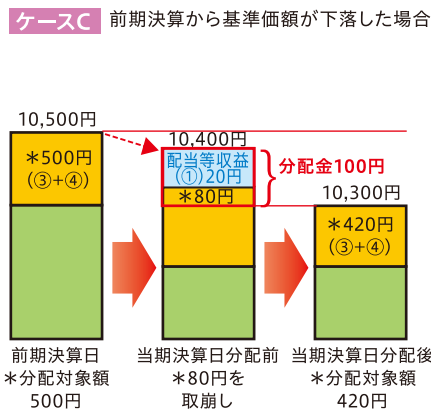 ケースC 前期決算から基準価額が下落した場合
10,500円
＊500円
(③+④)
10,400円
配当等収益
(①)20円
＊80円
分配金100円
10,300円
＊420円
(③+④)
前期決算日
＊分配対象額
500円
当期決算日分配前
＊80円を
取崩し
当期決算日分配後
＊分配対象額
420円